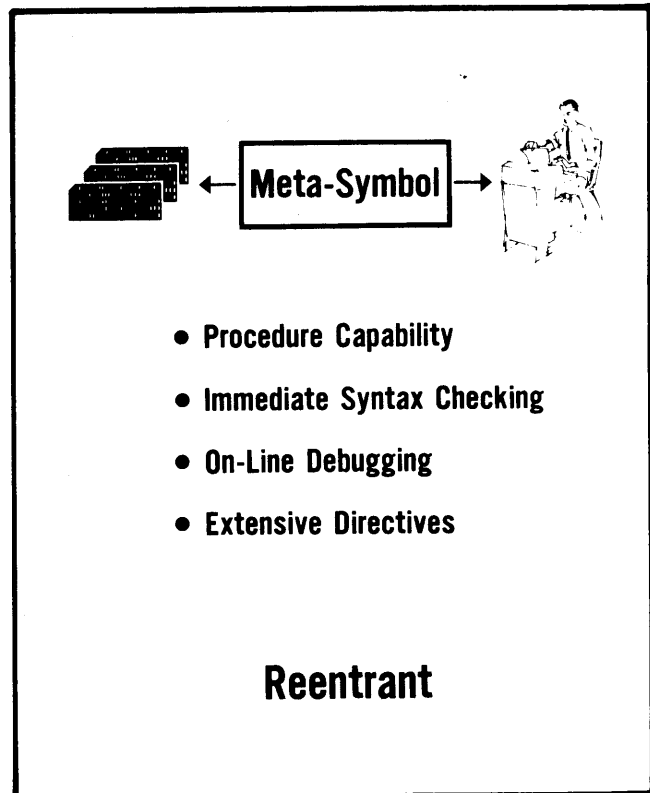 Meta-Symbol
• Procedure Capability
• Immediate Syntax Checking
• On-Line Debugging
• Extensive Directives
Reentrant